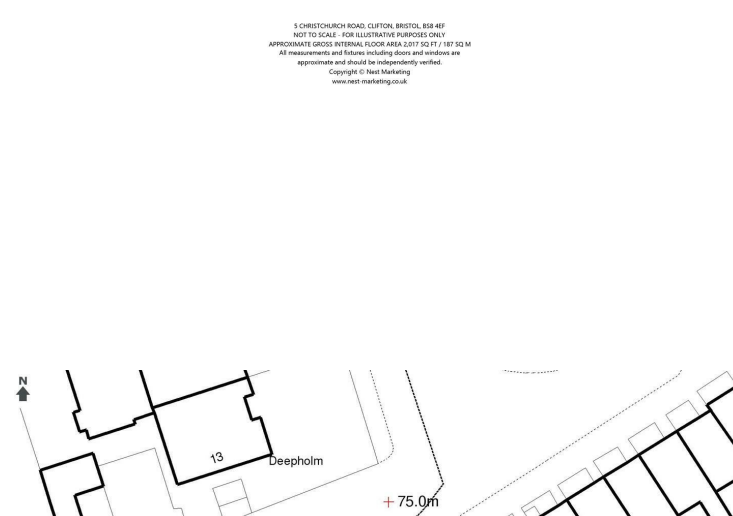 5 CHRISTCHURCH ROAD, CLIFTON, BRISTOL, BS8 4EF
NOT TO SCALE - FOR ILLUSTRATIVE PURPOSES ONLY
APPROXIMATE GROSS INTERNAL FLOOR AREA 2,017 SQ FT / 187 SQ M
All measurements and fixtures including doors and windows are
approximate and should be independently verified.
Copyright © Nest Marketing
www.nest-marketing.co.uk
N
13
Deepholm
+ 75.0m